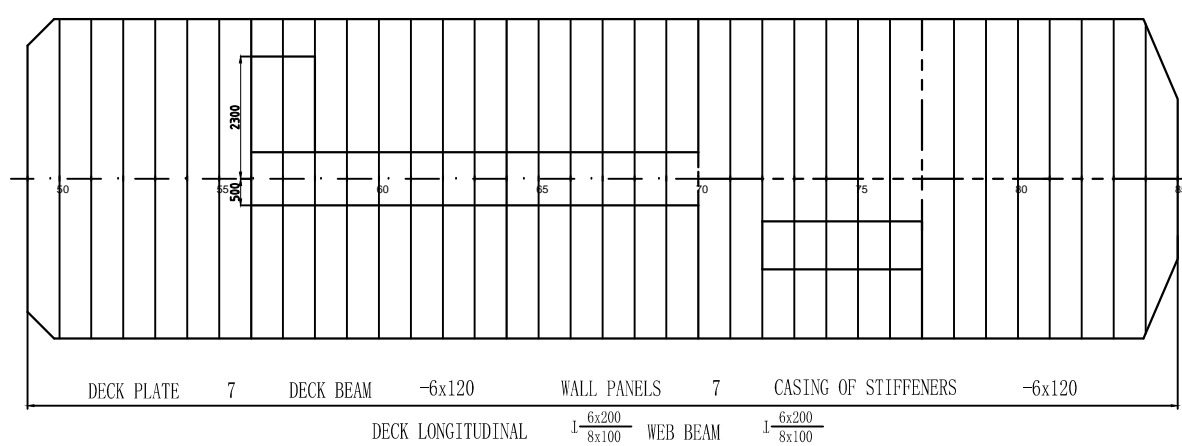 2300
500
50 55 60 65 70 75 80 85
DECK PLATE 7 DECK BEAM -6x120 WALL PANELS 7 CASING OF STIFFENERS -6x120
DECK LONGITUDINAL ⊥ 6x200 / 8x100 WEB BEAM ⊥ 6x200 / 8x100